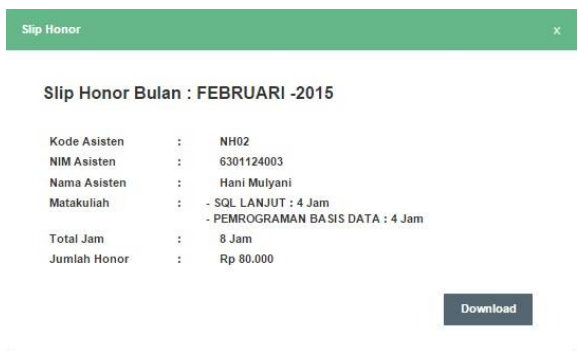 Slip Honor x
Slip Honor Bulan : FEBRUARI -2015
Kode Asisten : NH02
NIM Asisten : 6301124003
Nama Asisten : Hani Mulyani
Matakuliah : - SQL LANJUT : 4 Jam
- PEMROGRAMAN BASIS DATA : 4 Jam
Total Jam : 8 Jam
Jumlah Honor : Rp 80.000
Download